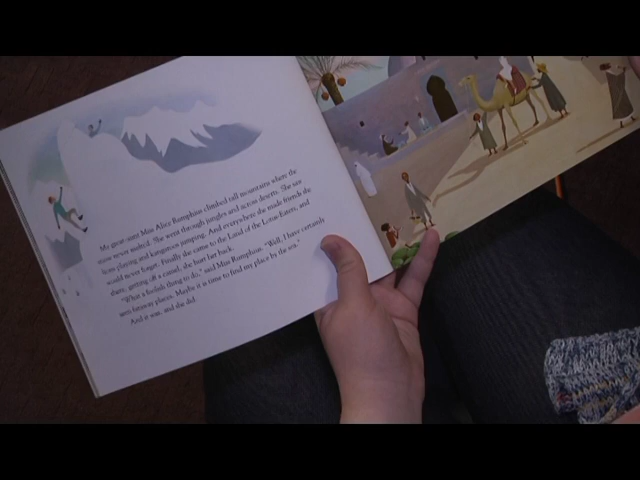 My great-aunt Miss Alice Rumphius climbed tall mountains where the
snow never melted. She went through jungles and across deserts. She saw
lions playing and kangaroos jumping. And everywhere she made friends she
would never forget. Finally she came to the Land of the Lotus-Eaters, and
there, getting off a camel, she hurt her back.
"What a foolish thing to do," said Miss Rumphius. "Well, I have certainly
seen faraway places. Maybe it is time to find my place by the sea."
And it was, and she did.